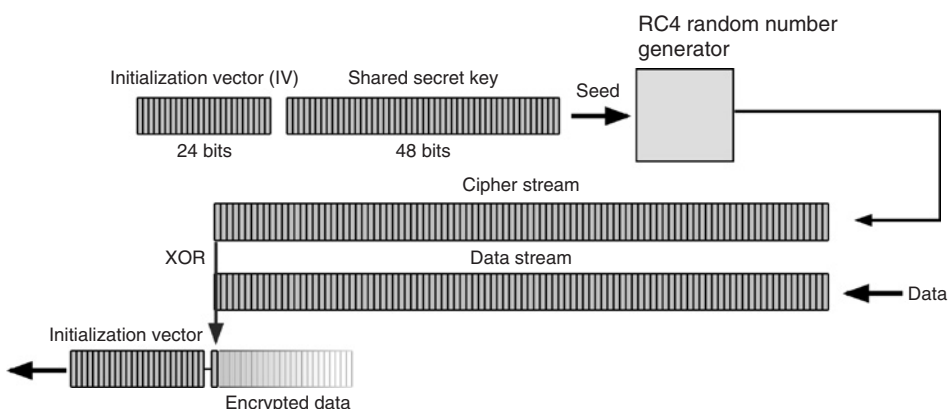 RC4 random number
generator
Initialization vector (IV)
Shared secret key
Seed
24 bits
48 bits
Cipher stream
XOR
Data stream
Data
Initialization vector
Encrypted data